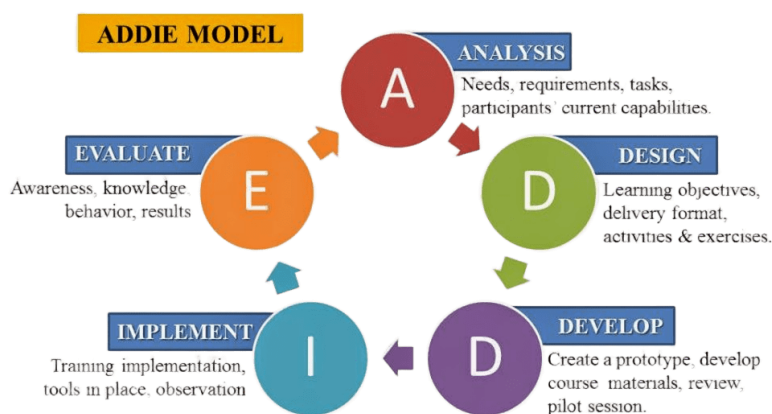 ADDIE MODEL
A
ANALYSIS
Needs, requirements, tasks,
participants' current capabilities.
D
DESIGN
Learning objectives,
delivery format,
activities & exercises.
D
DEVELOP
Create a prototype, develop
course materials, review,
pilot session.
I
IMPLEMENT
Training implementation,
tools in place, observation
E
EVALUATE
Awareness, knowledge,
behavior, results